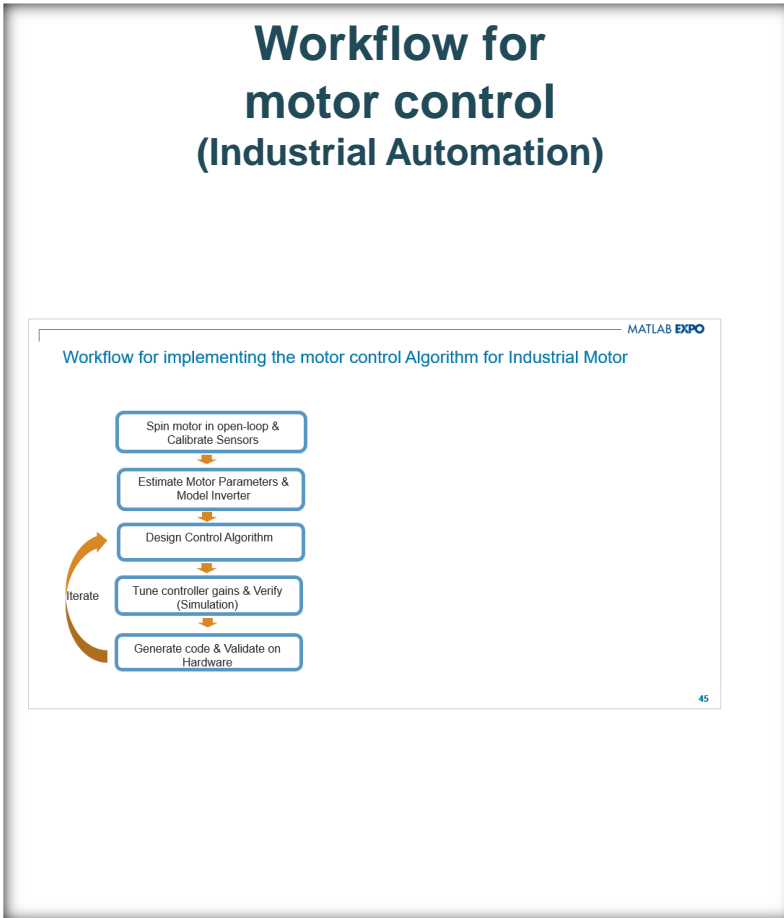 Workflow for
motor control
(Industrial Automation)
MATLAB EXPO
Workflow for implementing the motor control Algorithm for Industrial Motor
Spin motor in open-loop &
Calibrate Sensors
Estimate Motor Parameters &
Model Inverter
Design Control Algorithm
Iterate
Tune controller gains & Verify
(Simulation)
Generate code & Validate on
Hardware
45